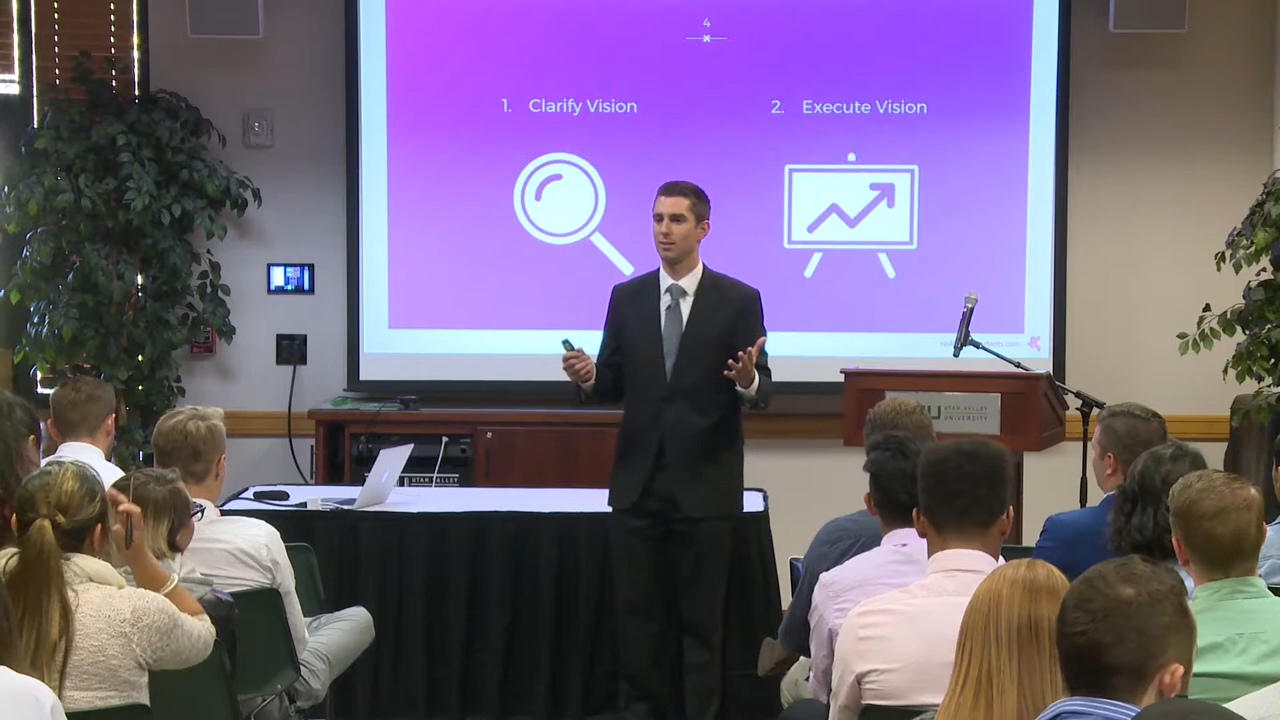 4
1. Clarify Vision
2. Execute Vision
UTAH VALLEY
UNIVERSITY
UTAH VALLEY